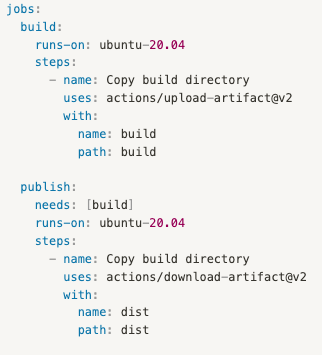 jobs:
  build:
    runs-on: ubuntu-20.04
    steps:
      - name: Copy build directory
        uses: actions/upload-artifact@v2
        with:
          name: build
          path: build

  publish:
    needs: [build]
    runs-on: ubuntu-20.04
    steps:
      - name: Copy build directory
        uses: actions/download-artifact@v2
        with:
          name: dist
          path: dist